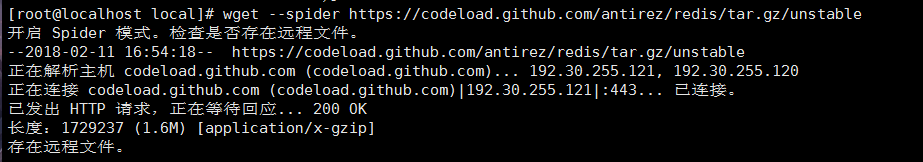 [root@localhost local]# wget --spider https://codeload.github.com/antirez/redis/tar.gz/unstable
开启 Spider 模式。检查是否存在远程文件。
--2018-02-11 16:54:18--  https://codeload.github.com/antirez/redis/tar.gz/unstable
正在解析主机 codeload.github.com (codeload.github.com)... 192.30.255.121, 192.30.255.120
正在连接 codeload.github.com (codeload.github.com)|192.30.255.121|:443... 已连接。
已发出 HTTP 请求，正在等待回应... 200 OK
长度：1729237 (1.6M) [application/x-gzip]
存在远程文件。